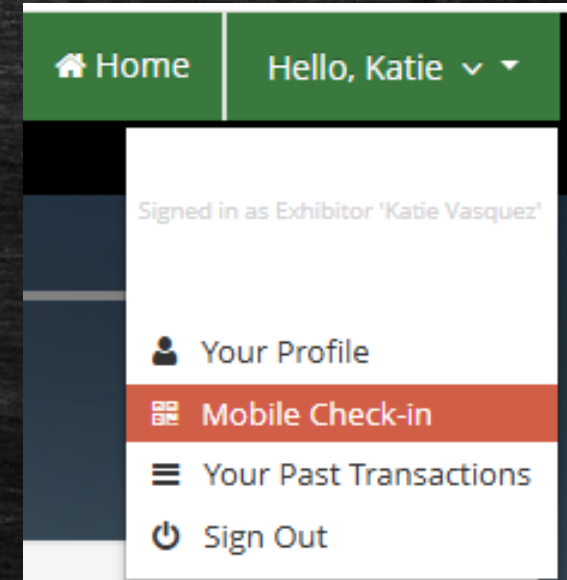 Home
Hello, Katie
Signed in as Exhibitor 'Katie Vasquez'
Your Profile
Mobile Check-in
Your Past Transactions
Sign Out